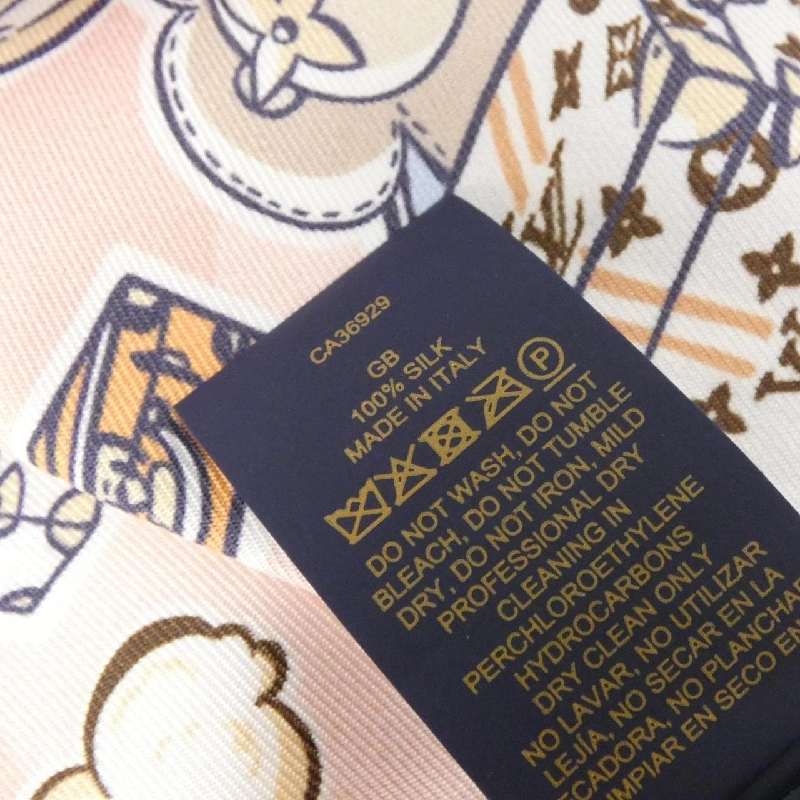 CA36929
GB
100% SILK
MADE IN ITALY
P
DO NOT WASH, DO NOT
BLEACH, DO NOT TUMBLE
DRY, DO NOT IRON, MILD
PROFESSIONAL DRY
CLEANING IN
PERCHLOROETHYLENE
HYDROCARBONS
DRY CLEAN ONLY
NO LAVAR, NO UTILIZAR
LEJÍA, NO SECAR EN LA
NO PLANCHAR
EN SECO